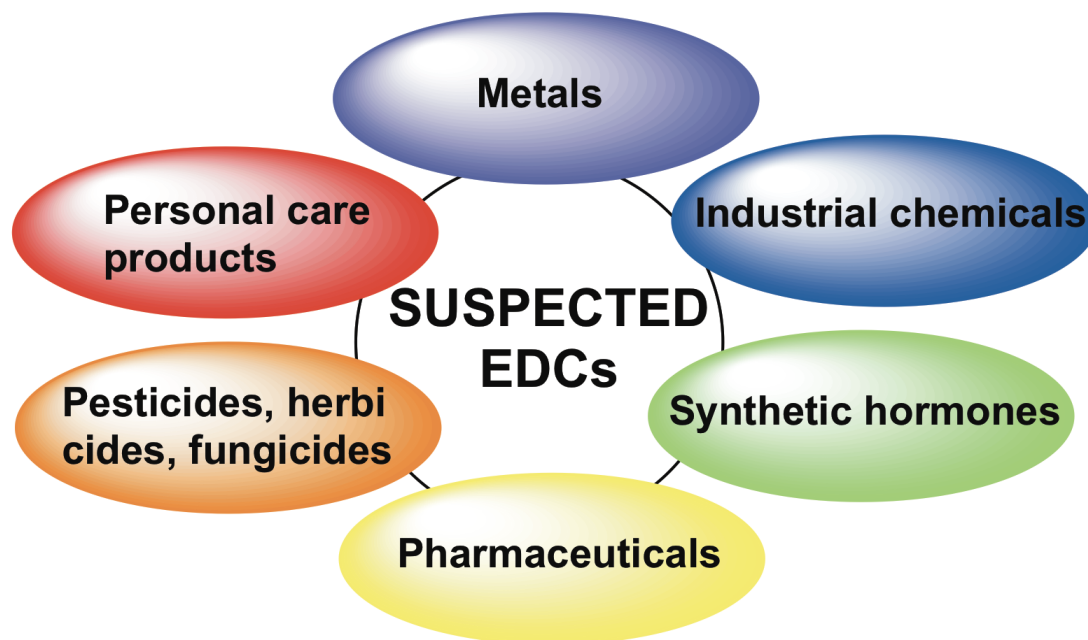 Metals
Personal care
products
Industrial chemicals
SUSPECTED
EDCs
Pesticides, herbi
cides, fungicides
Synthetic hormones
Pharmaceuticals